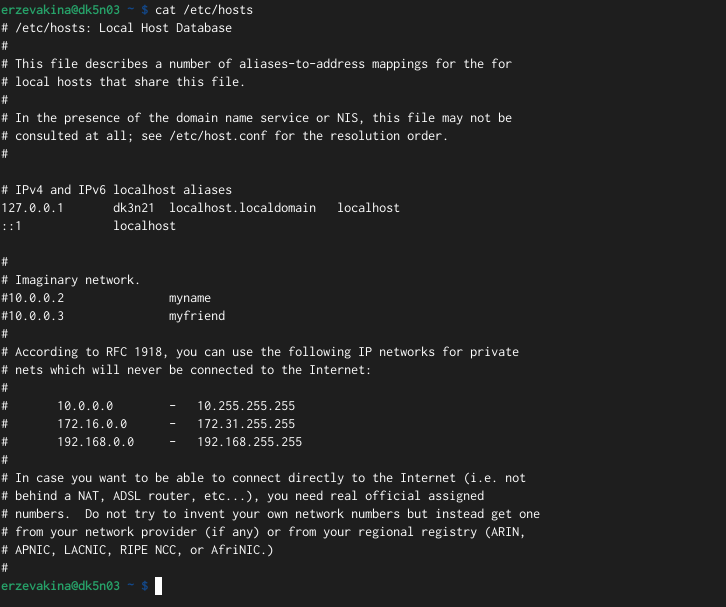 erzevakina@dk5n03 ~ $ cat /etc/hosts
# /etc/hosts: Local Host Database
#
# This file describes a number of aliases-to-address mappings for the for
# local hosts that share this file.
#
# In the presence of the domain name service or NIS, this file may not be
# consulted at all; see /etc/host.conf for the resolution order.
#

# IPv4 and IPv6 localhost aliases
127.0.0.1       dk3n21  localhost.localdomain   localhost
::1             localhost

#
# Imaginary network.
#10.0.0.2               myname
#10.0.0.3               myfriend
#
# According to RFC 1918, you can use the following IP networks for private
# nets which will never be connected to the Internet:
#
#       10.0.0.0        -   10.255.255.255
#       172.16.0.0      -   172.31.255.255
#       192.168.0.0     -   192.168.255.255
#
# In case you want to be able to connect directly to the Internet (i.e. not
# behind a NAT, ADSL router, etc...), you need real official assigned
# numbers.  Do not try to invent your own network numbers but instead get one
# from your network provider (if any) or from your regional registry (ARIN,
# APNIC, LACNIC, RIPE NCC, or AfriNIC.)
#
erzevakina@dk5n03 ~ $